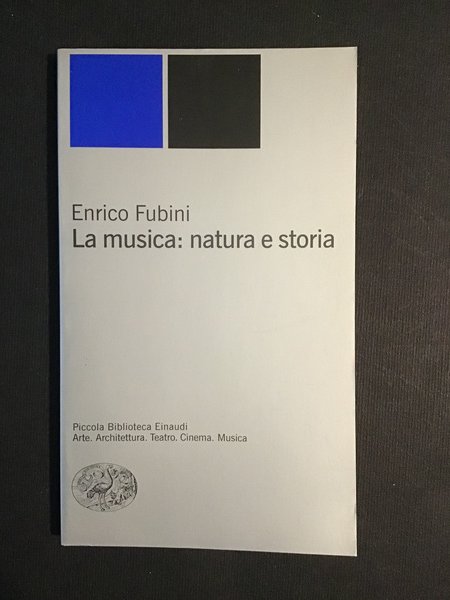 Enrico Fubini
La musica: natura e storia
Piccola Biblioteca Einaudi
Arte. Architettura. Teatro. Cinema. Musica